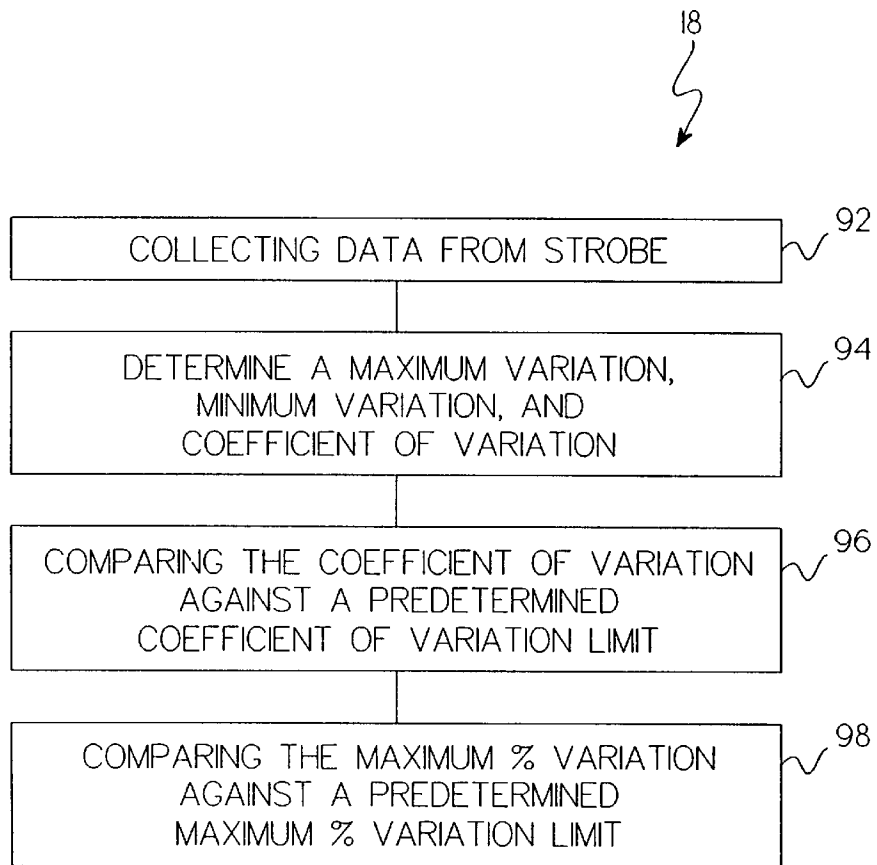 18
COLLECTING DATA FROM STROBE
92
DETERMINE A MAXIMUM VARIATION,
MINIMUM VARIATION, AND
COEFFICIENT OF VARIATION
94
COMPARING THE COEFFICIENT OF VARIATION
AGAINST A PREDETERMINED
COEFFICIENT OF VARIATION LIMIT
96
COMPARING THE MAXIMUM % VARIATION
AGAINST A PREDETERMINED
MAXIMUM % VARIATION LIMIT
98